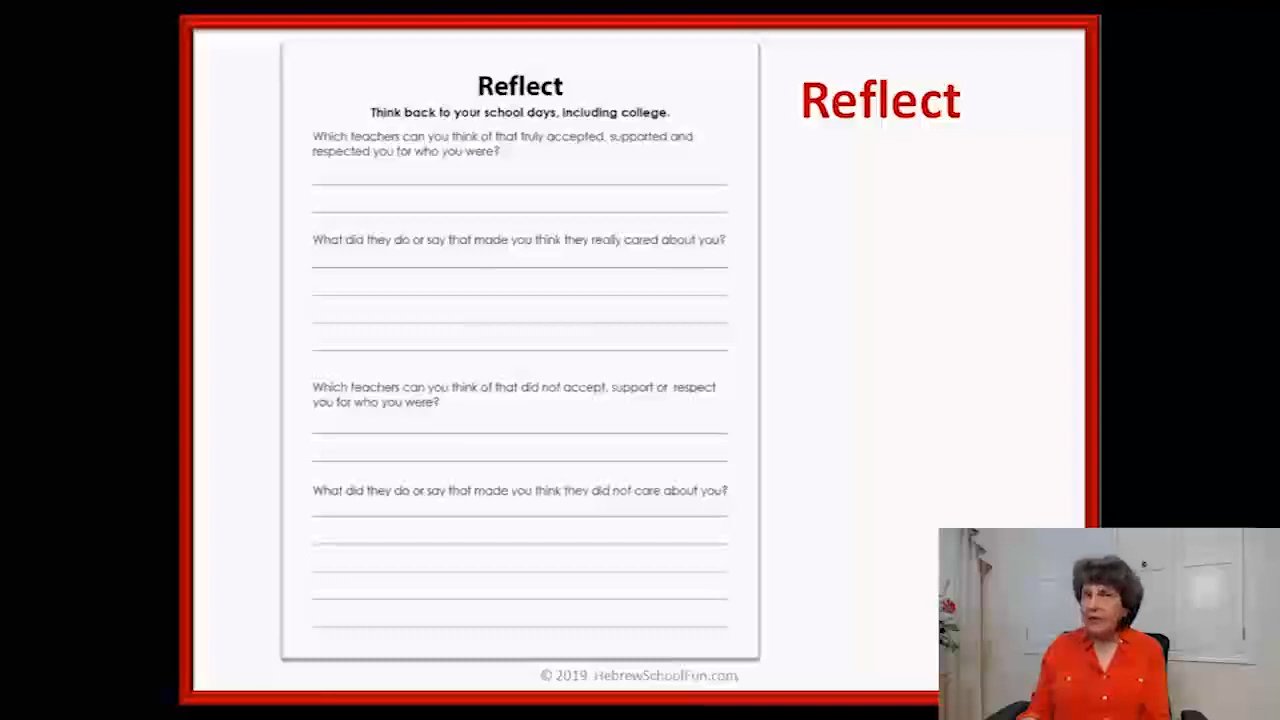 Reflect
Think back to your school days, including college.
Which teachers can you think of that truly accepted, supported and
respected you for who you were?
What did they do or say that made you think they really cared about you?
Which teachers can you think of that did not accept, support or respect
you for who you were?
What did they do or say that made you think they did not care about you?
© 2019 HebrewSchoolFun.com
Reflect